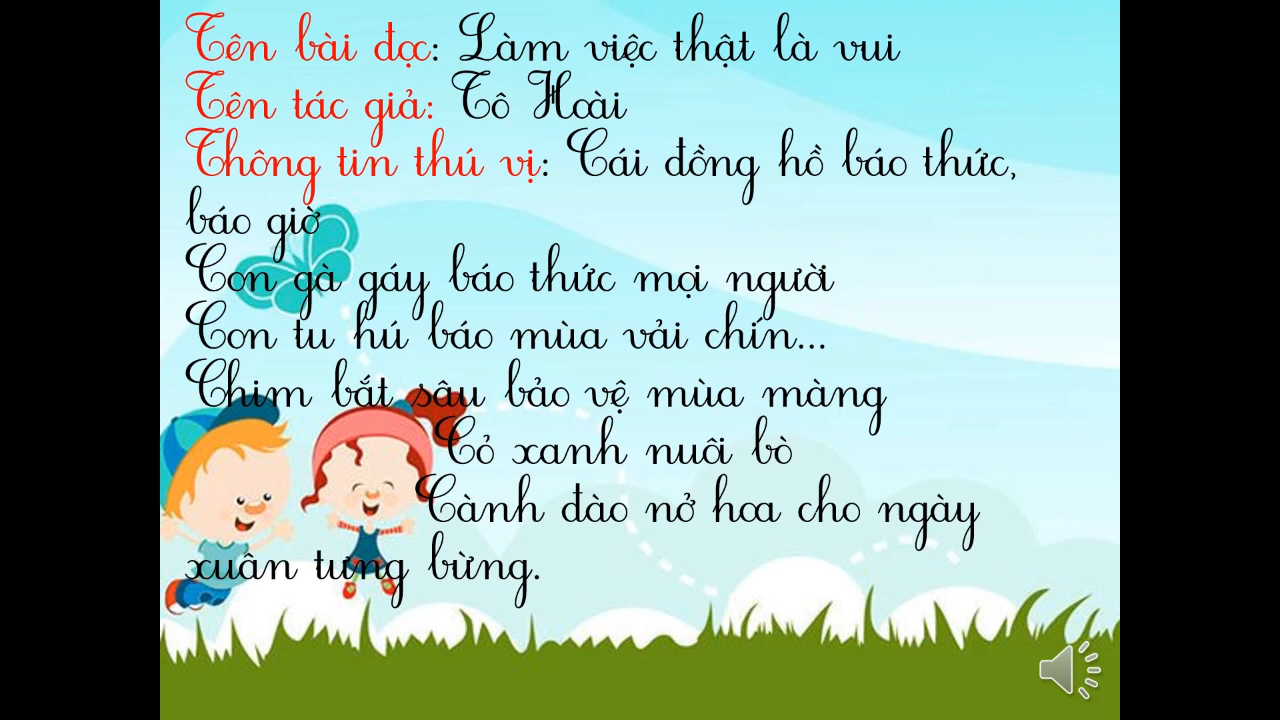 Tên bài đọc: Làm việc thật là vui
Tên tác giả: Tô Hoài
Thông tin thú vị: Cái đồng hồ báo thức,
báo giờ
Con gà gáy báo thức mọi người
Con tu hú báo mùa vải chín...
Chim bắt sâu bảo vệ mùa màng
Cỏ xanh nuôi bò
Cành đào nở hoa cho ngày
xuân tưng bừng.